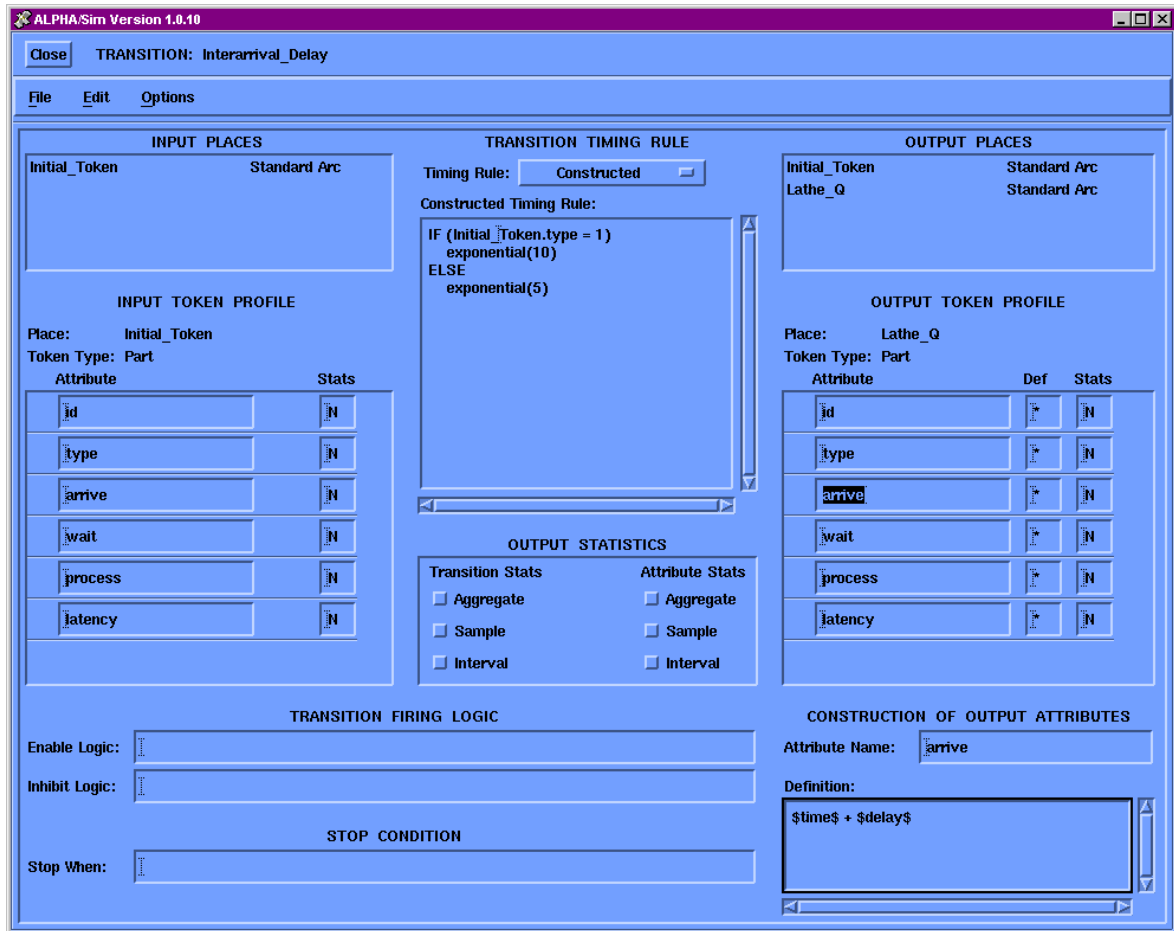 ALPHA/Sim Version 1.0.10
Close TRANSITION: Interarrival_Delay
File Edit Options
INPUT PLACES
Initial_Token Standard Arc
INPUT TOKEN PROFILE
Place: Initial_Token
Token Type: Part
Attribute Stats
id N
type N
arrive N
wait N
process N
latency N
TRANSITION TIMING RULE
Timing Rule: Constructed
Constructed Timing Rule:
IF (Initial_Token.type = 1)
exponential(10)
ELSE
exponential(5)
OUTPUT STATISTICS
Transition Stats Attribute Stats
Aggregate Aggregate
Sample Sample
Interval Interval
OUTPUT PLACES
Initial_Token Standard Arc
Lathe_Q Standard Arc
OUTPUT TOKEN PROFILE
Place: Lathe_Q
Token Type: Part
Attribute Def Stats
id * N
type * N
arrive * N
wait * N
process * N
latency * N
TRANSITION FIRING LOGIC
Enable Logic:
Inhibit Logic:
STOP CONDITION
Stop When:
CONSTRUCTION OF OUTPUT ATTRIBUTES
Attribute Name: arrive
Definition:
$time$ + $delay$